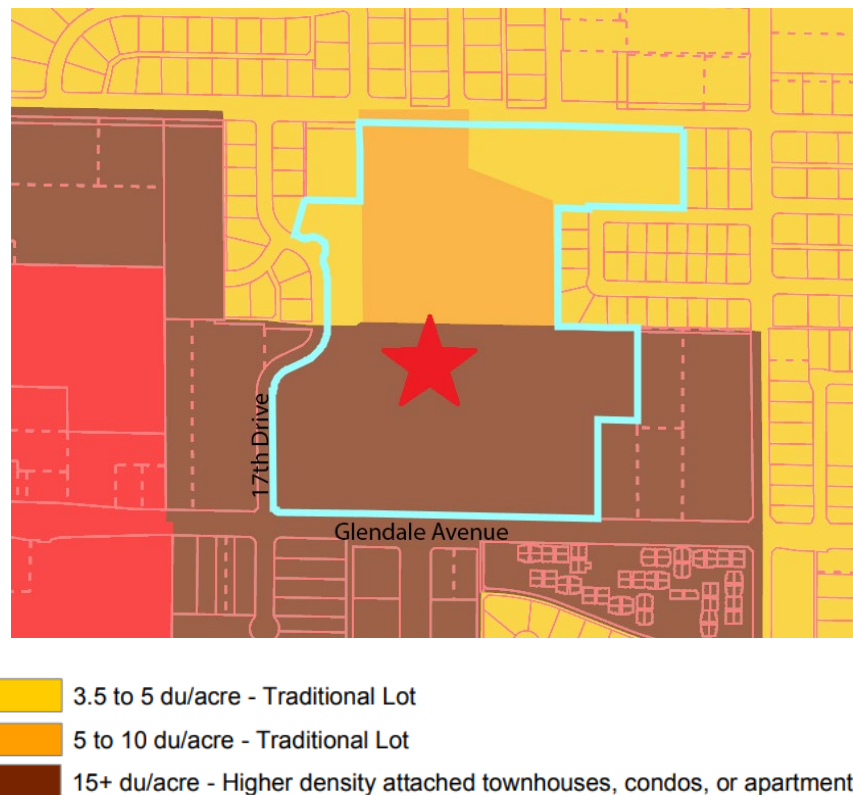 17th Drive
Glendale Avenue
3.5 to 5 du/acre - Traditional Lot
5 to 10 du/acre - Traditional Lot
15+ du/acre - Higher density attached townhouses, condos, or apartment